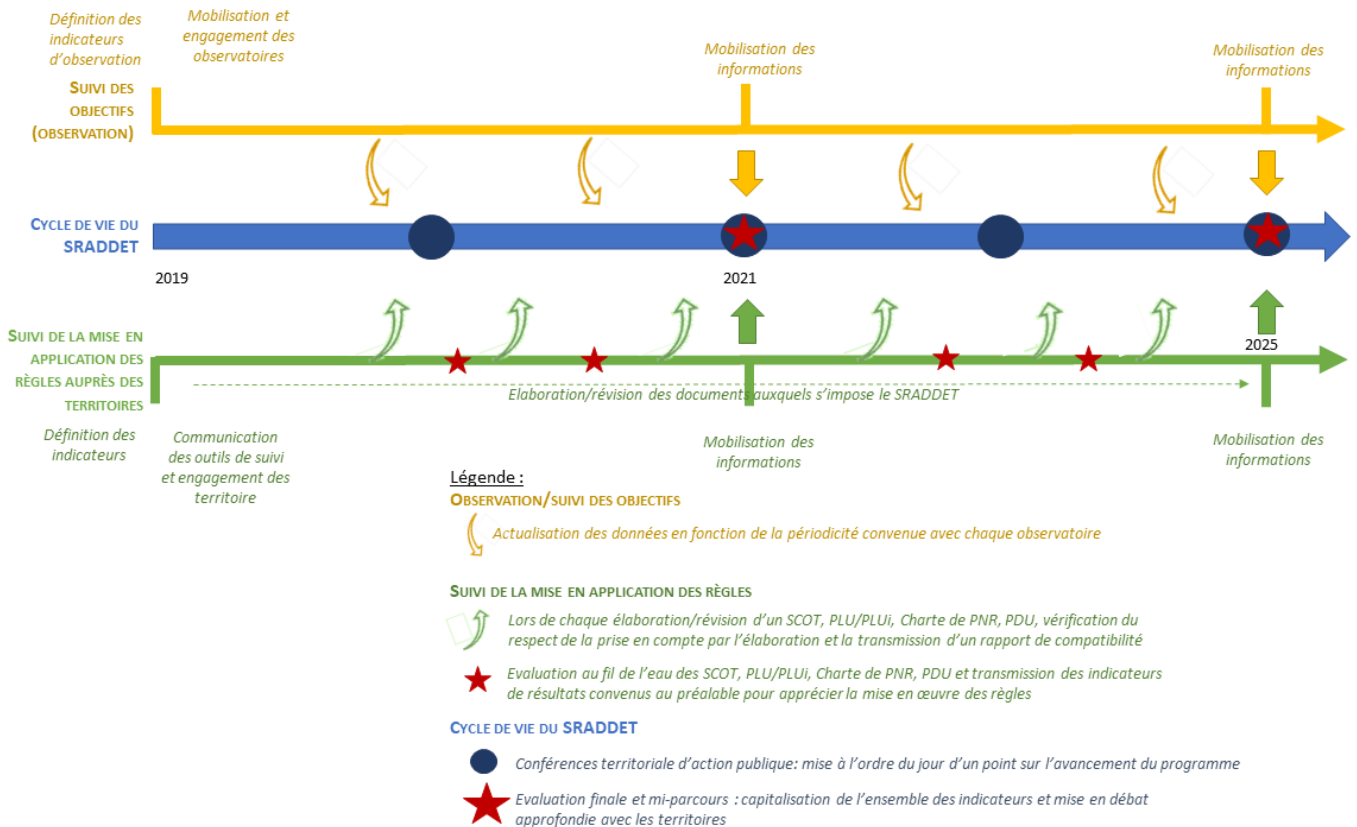 Définition des
indicateurs
d'observation
Mobilisation et
engagement des
observatoires
Mobilisation des
informations
Mobilisation des
informations
SUIVI DES
OBJECTIFS
(OBSERVATION)
CYCLE DE VIE DU
SRADDET
2019
2021
SUIVI DE LA MISE EN
APPLICATION DES
RÈGLES AUPRÈS DES
TERRITOIRES
2025
Elaboration/révision des documents auxquels s'impose le SRADDET
Définition des
indicateurs
Communication
des outils de suivi
et engagement des
territoire
Mobilisation des
informations
Mobilisation des
informations
Légende :
OBSERVATION/SUIVI DES OBJECTIFS
Actualisation des données en fonction de la périodicité convenue avec chaque observatoire
SUIVI DE LA MISE EN APPLICATION DES RÈGLES
Lors de chaque élaboration/révision d'un SCOT, PLU/PLUi, Charte de PNR, PDU, vérification du
respect de la prise en compte par l'élaboration et la transmission d'un rapport de compatibilité
Evaluation au fil de l'eau des SCOT, PLU/PLUi, Charte de PNR, PDU et transmission des indicateurs
de résultats convenus au préalable pour apprécier la mise en œuvre des règles
CYCLE DE VIE DU SRADDET
Conférences territoriale d'action publique: mise à l'ordre du jour d'un point sur l'avancement du programme
Evaluation finale et mi-parcours : capitalisation de l'ensemble des indicateurs et mise en débat
approfondie avec les territoires